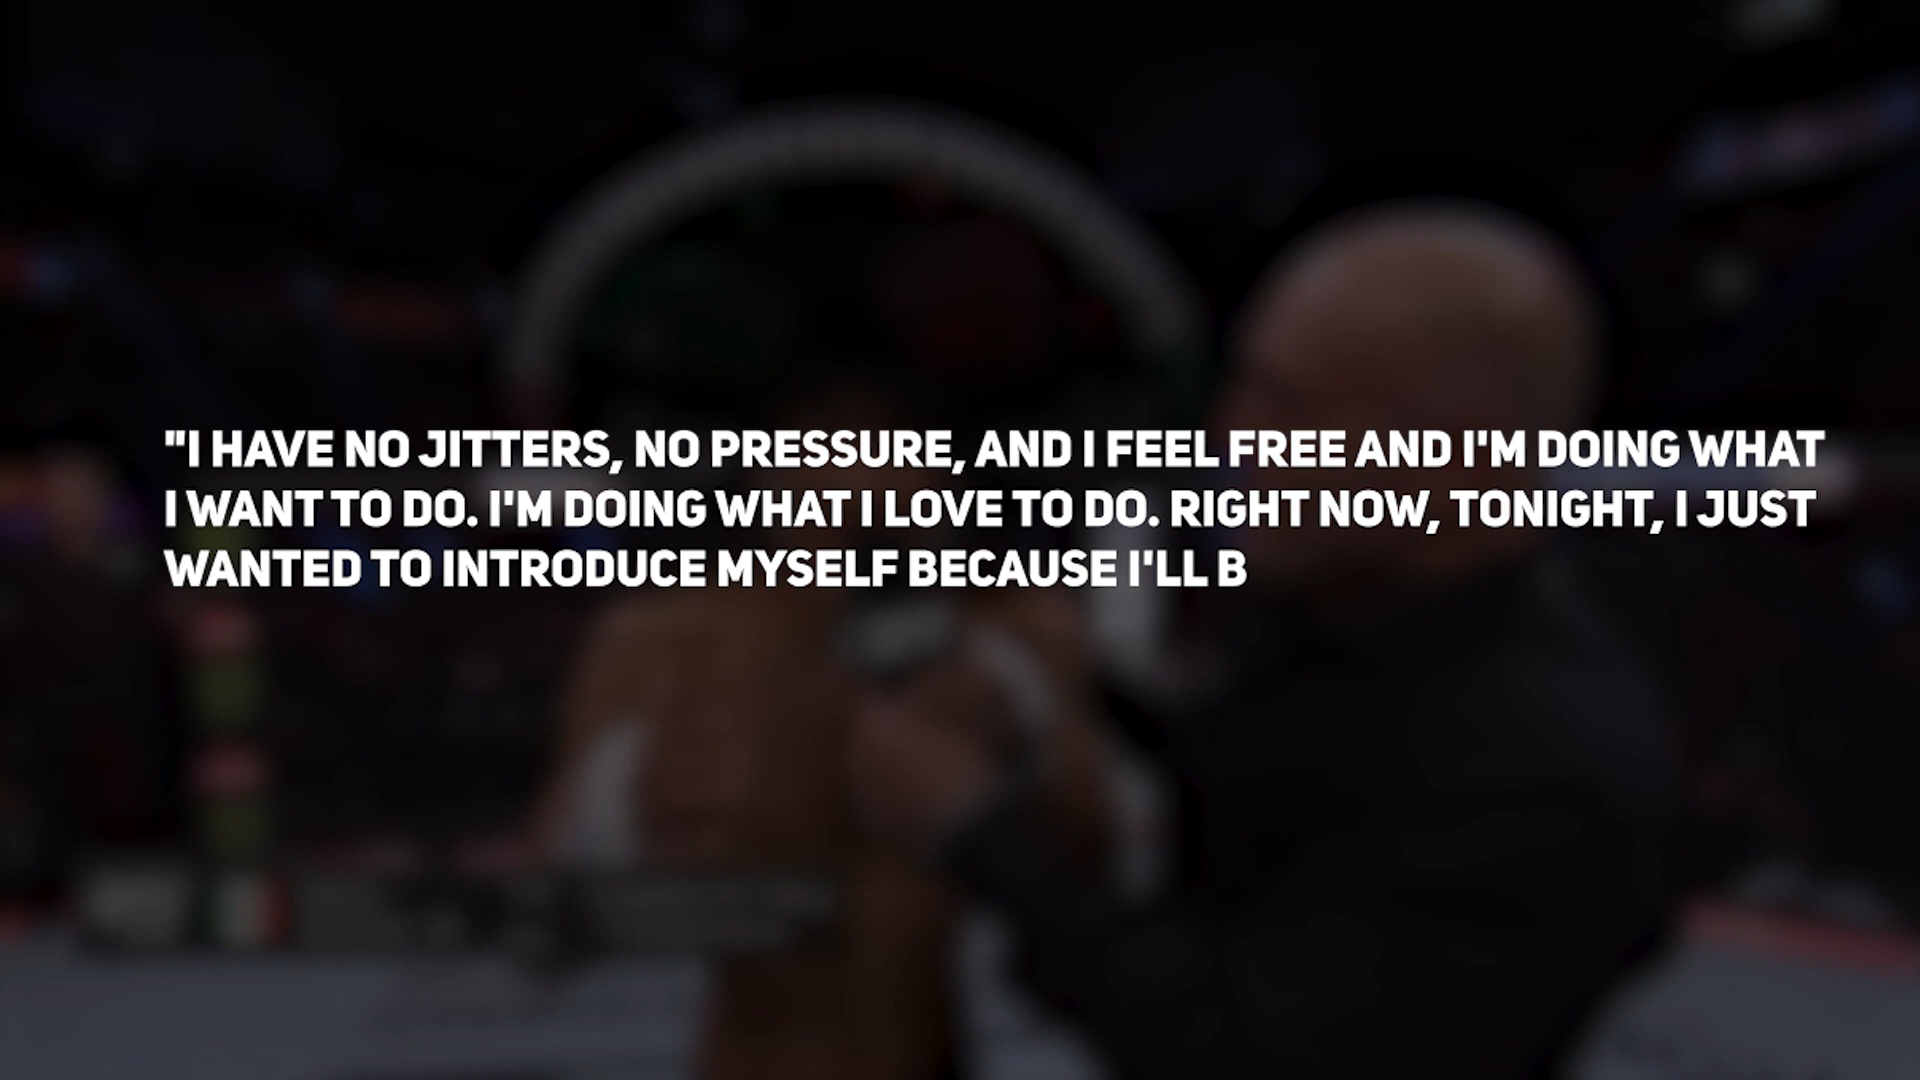 "I HAVE NO JITTERS, NO PRESSURE, AND I FEEL FREE AND I'M DOING WHAT
I WANT TO DO. I'M DOING WHAT I LOVE TO DO. RIGHT NOW, TONIGHT, I JUST
WANTED TO INTRODUCE MYSELF BECAUSE I'LL B